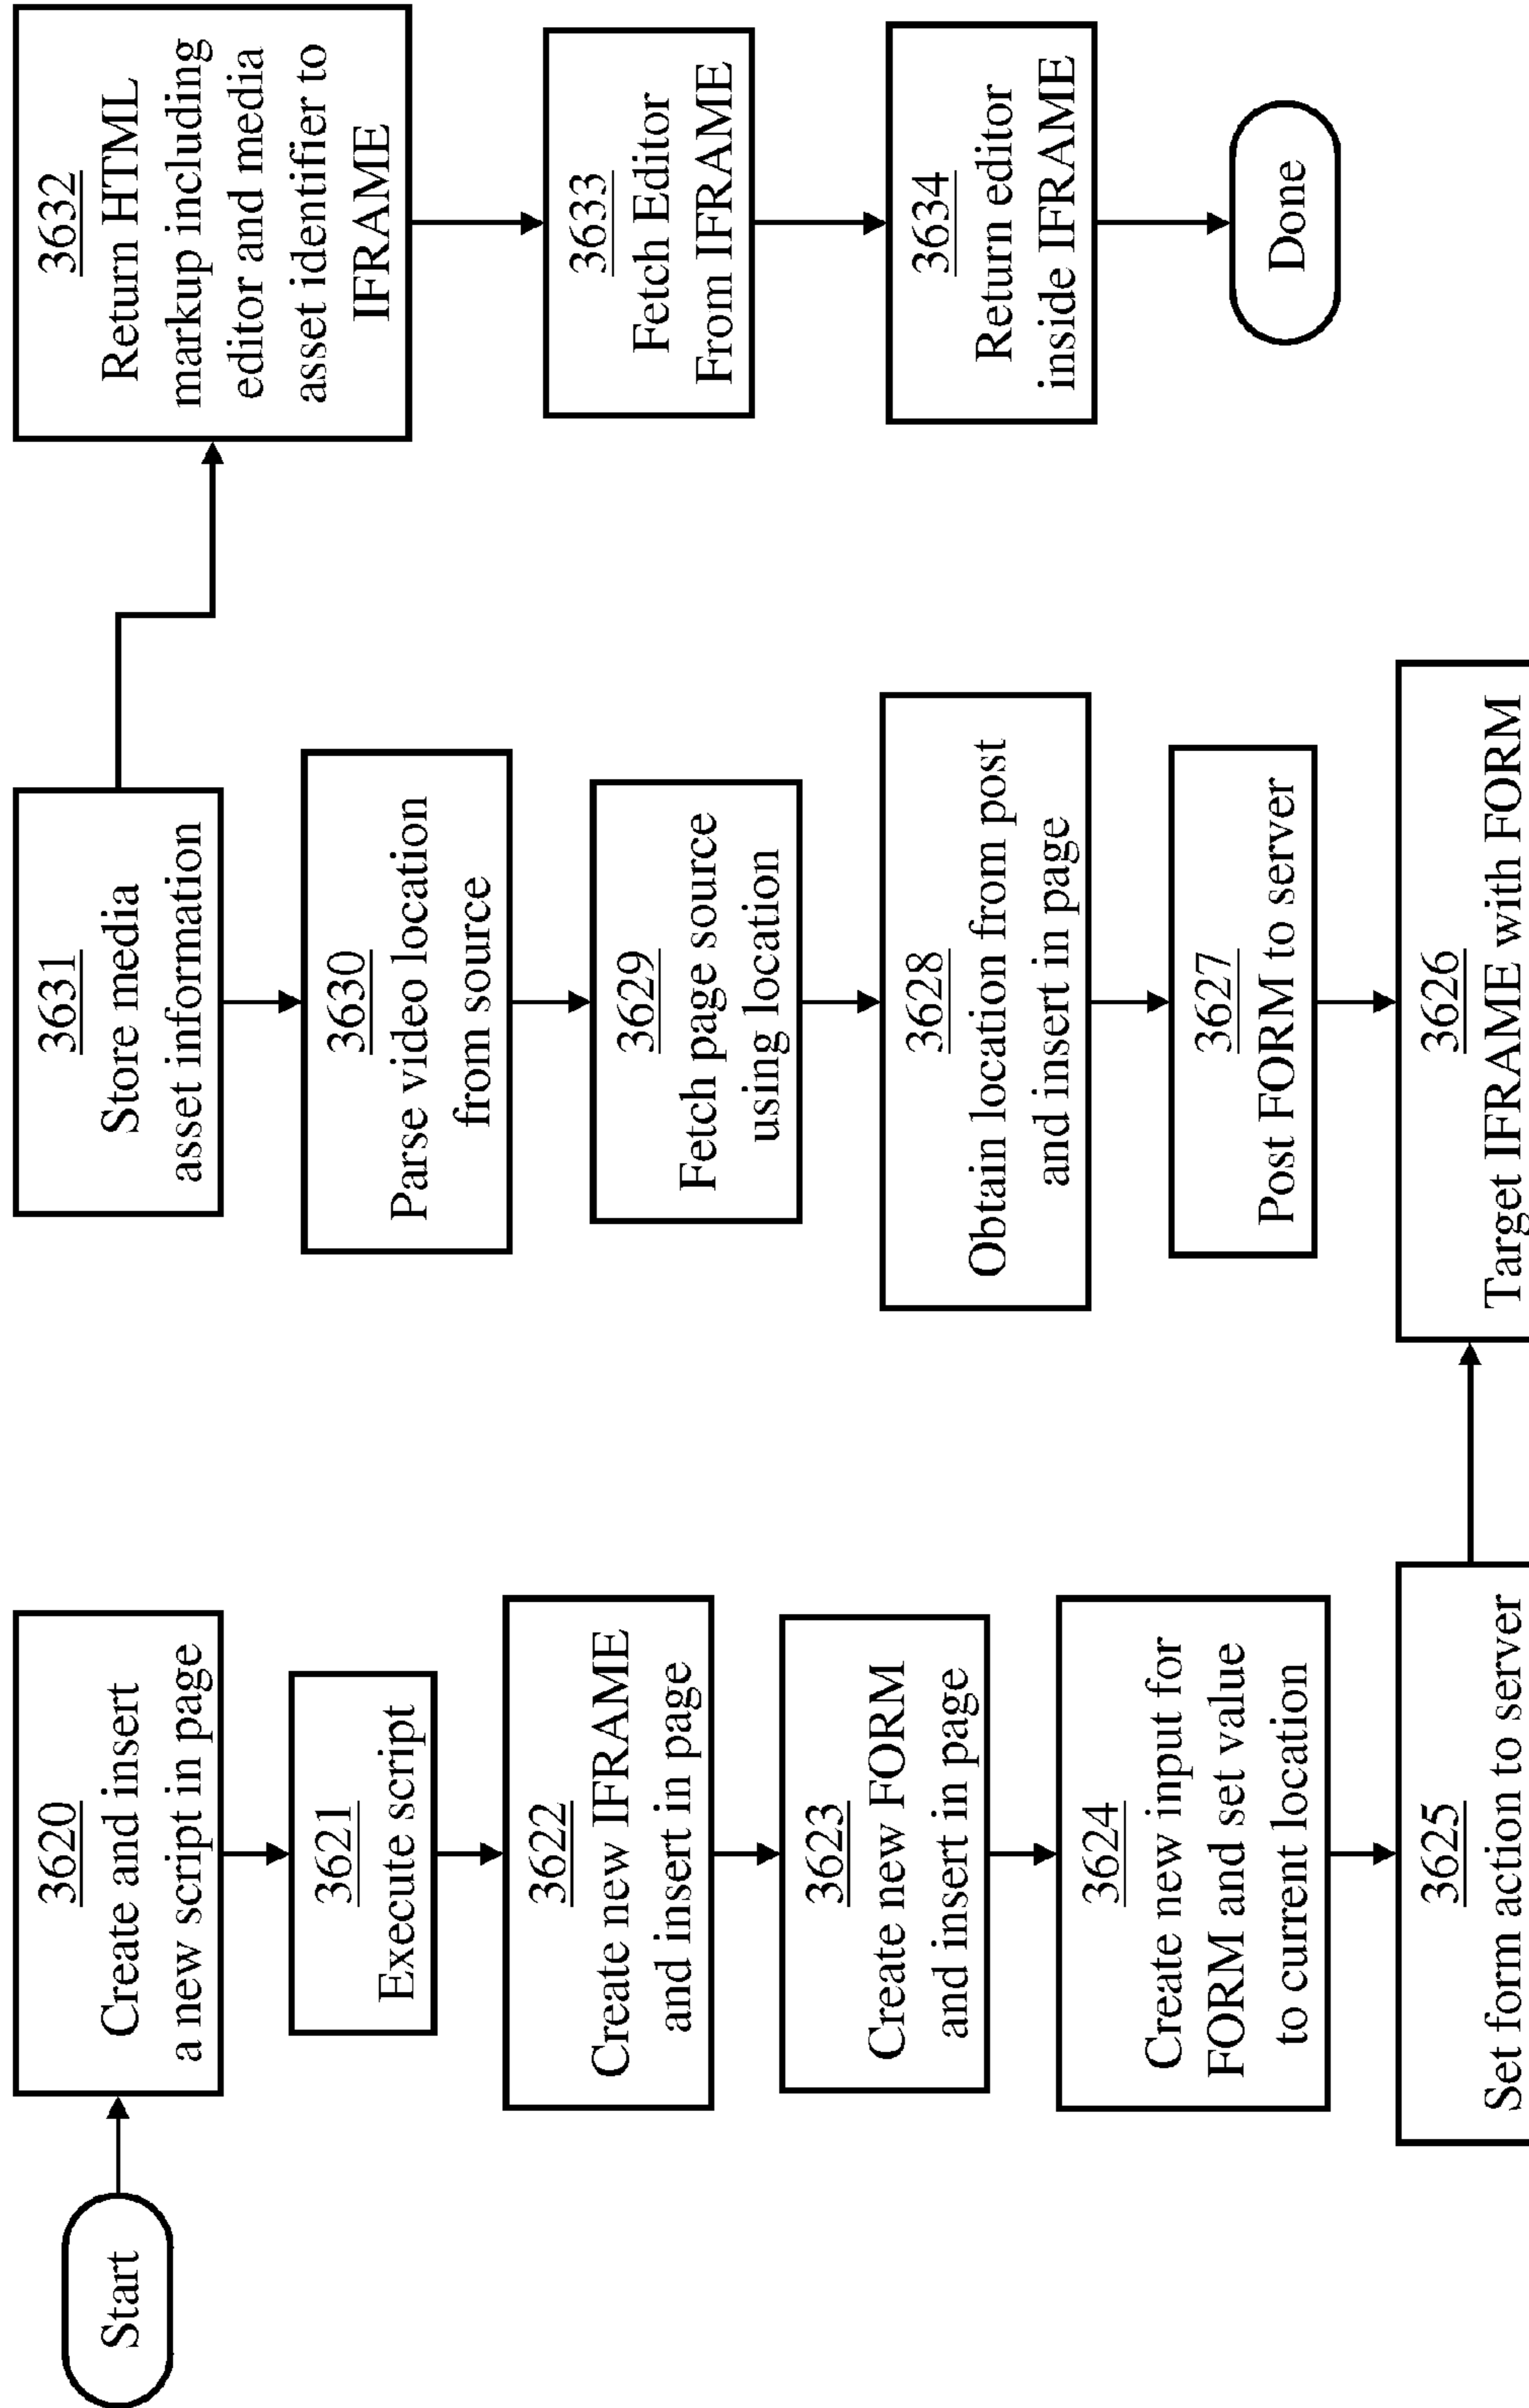 Start
3620
Create and insert
a new script in page
3621
Execute script
3622
Create new IFRAME
and insert in page
3623
Create new FORM
and insert in page
3624
Create new input for
FORM and set value
to current location
3625
Set form action to server
3631
Store media
asset information
3630
Parse video location
from source
3629
Fetch page source
using location
3628
Obtain location from post
and insert in page
3627
Post FORM to server
3626
Target IFRAME with FORM
3632
Return HTML
markup including
editor and media
asset identifier to
IFRAME
3633
Fetch Editor
From IFRAME
3634
Return editor
inside IFRAME
Done